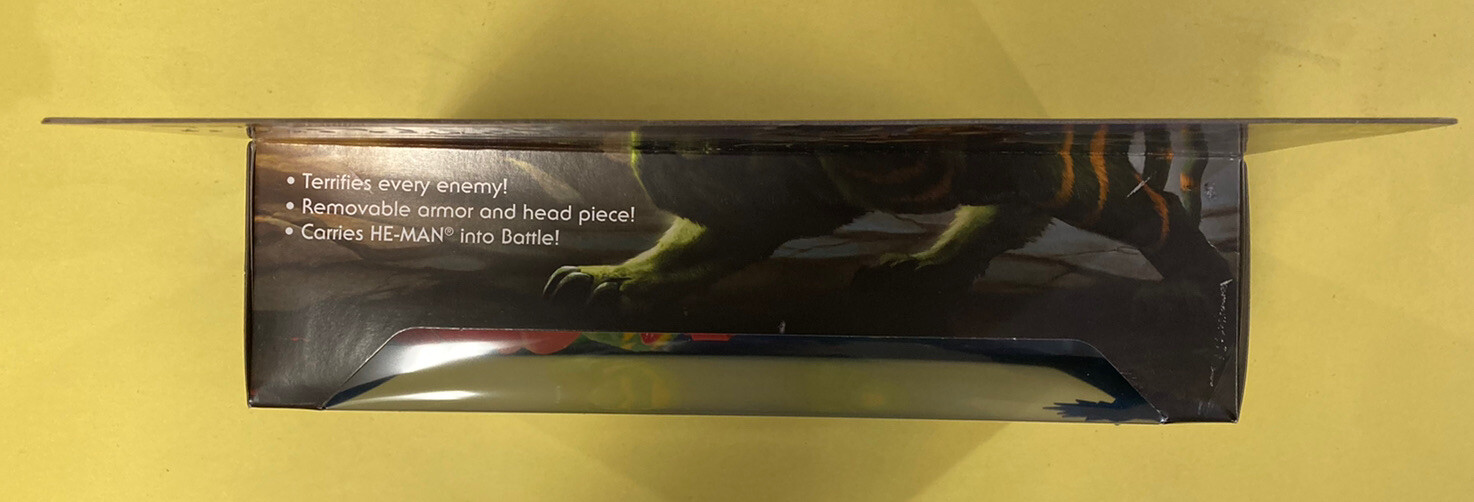 • Terrifies every enemy!
• Removable armor and head piece!
• Carries HE-MAN® into Battle!